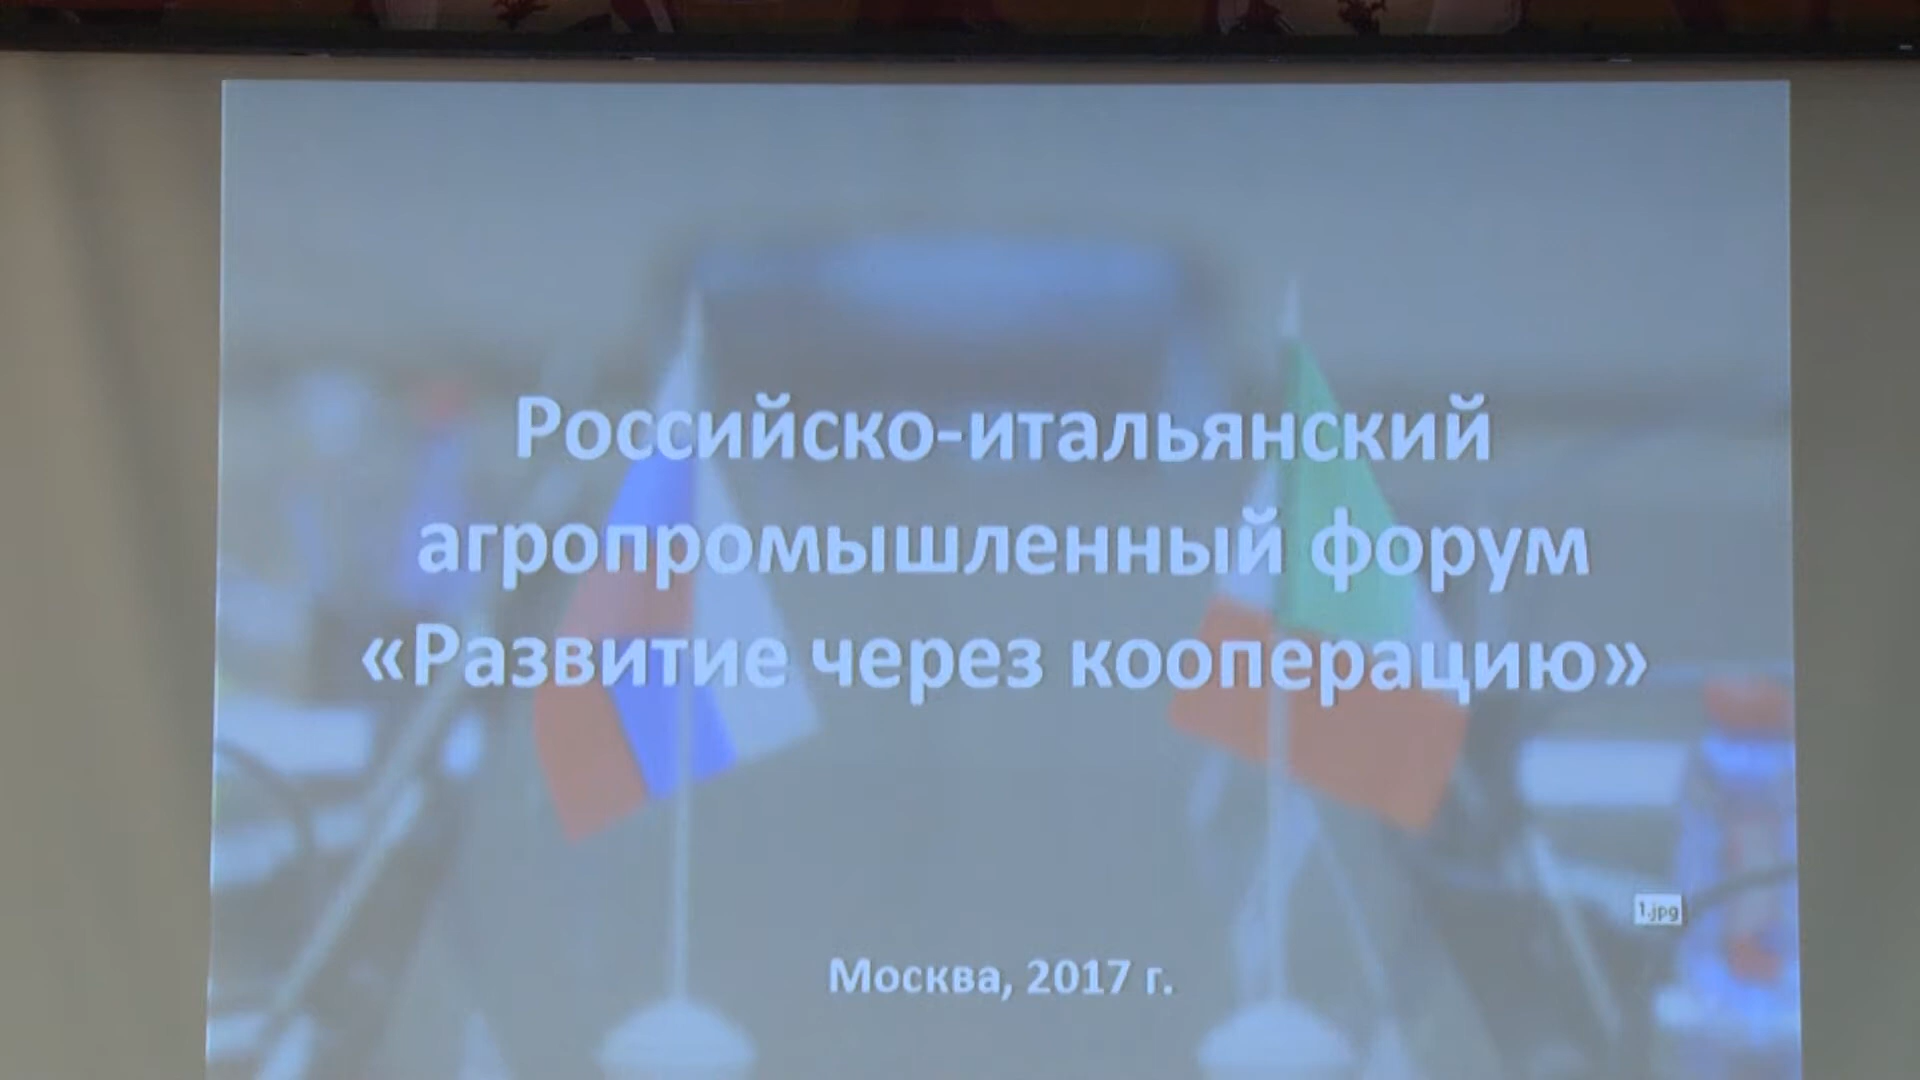 Российско-итальянский
агропромышленный форум
«Развитие через кооперацию»
1.jpg
Москва, 2017 г.